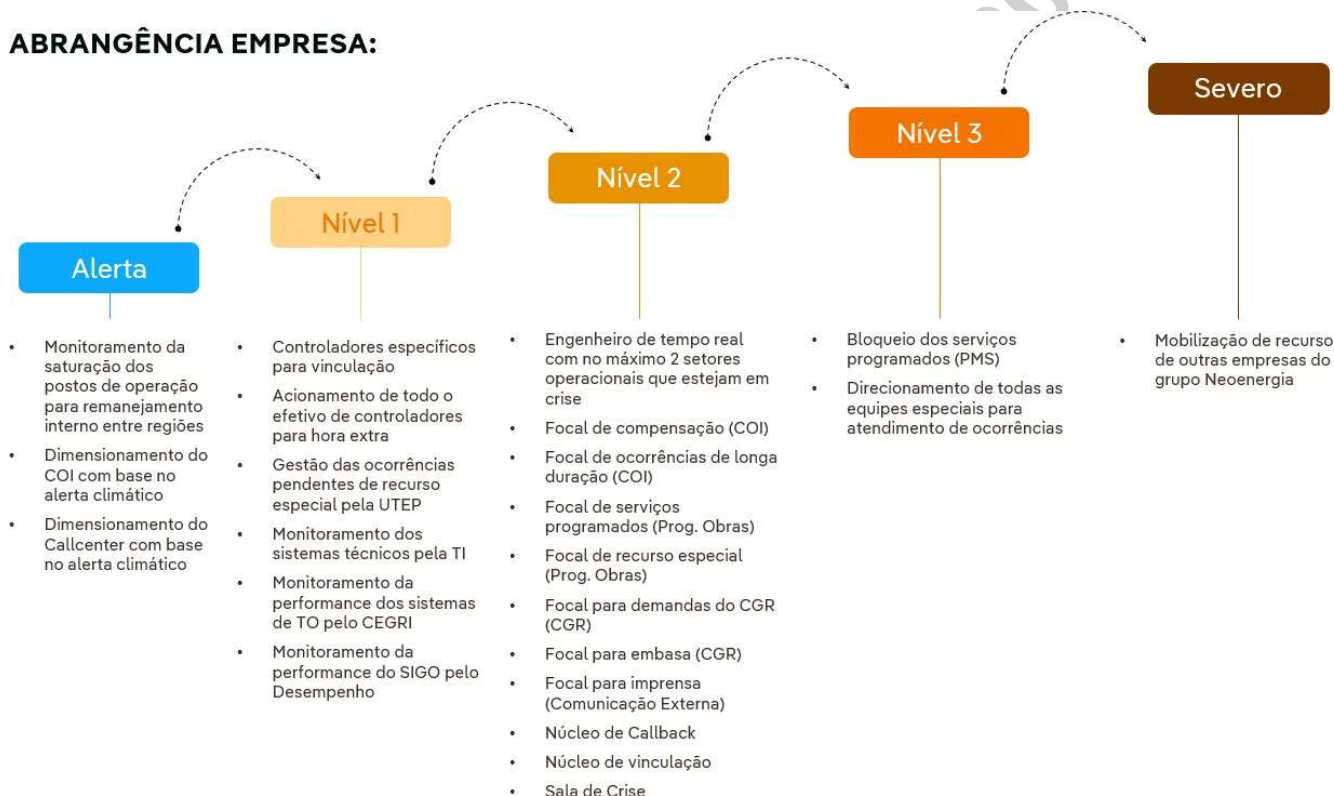 ABRANGÊNCIA EMPRESA:
Alerta
• Monitoramento da
saturação dos
postos de operação
para remanejamento
interno entre regiões
• Dimensionamento do
COI com base no
alerta climático
• Dimensionamento do
Callcenter com base
no alerta climático
Nível 1
• Controladores específicos
para vinculação
• Acionamento de todo o
efetivo de controladores
para hora extra
• Gestão das ocorrências
pendentes de recurso
especial pela UTEP
• Monitoramento dos
sistemas técnicos pela TI
• Monitoramento da
performance dos sistemas
de TO pelo CEGRI
• Monitoramento da
performance do SIGO pelo
Desempenho
Nível 2
• Engenheiro de tempo real
com no máximo 2 setores
operacionais que estejam em
crise
• Focal de compensação (COI)
• Focal de ocorrências de longa
duração (COI)
• Focal de serviços
programados (Prog. Obras)
• Focal de recurso especial
(Prog. Obras)
• Focal para demandas do CGR
(CGR)
• Focal para embasa (CGR)
• Focal para imprensa
(Comunicação Externa)
• Núcleo de Callback
• Núcleo de vinculação
• Sala de Crise
Nível 3
• Bloqueio dos serviços
programados (PMS)
• Direcionamento de todas as
equipes especiais para
atendimento de ocorrências
Severo
• Mobilização de recurso
de outras empresas do
grupo Neoenergia